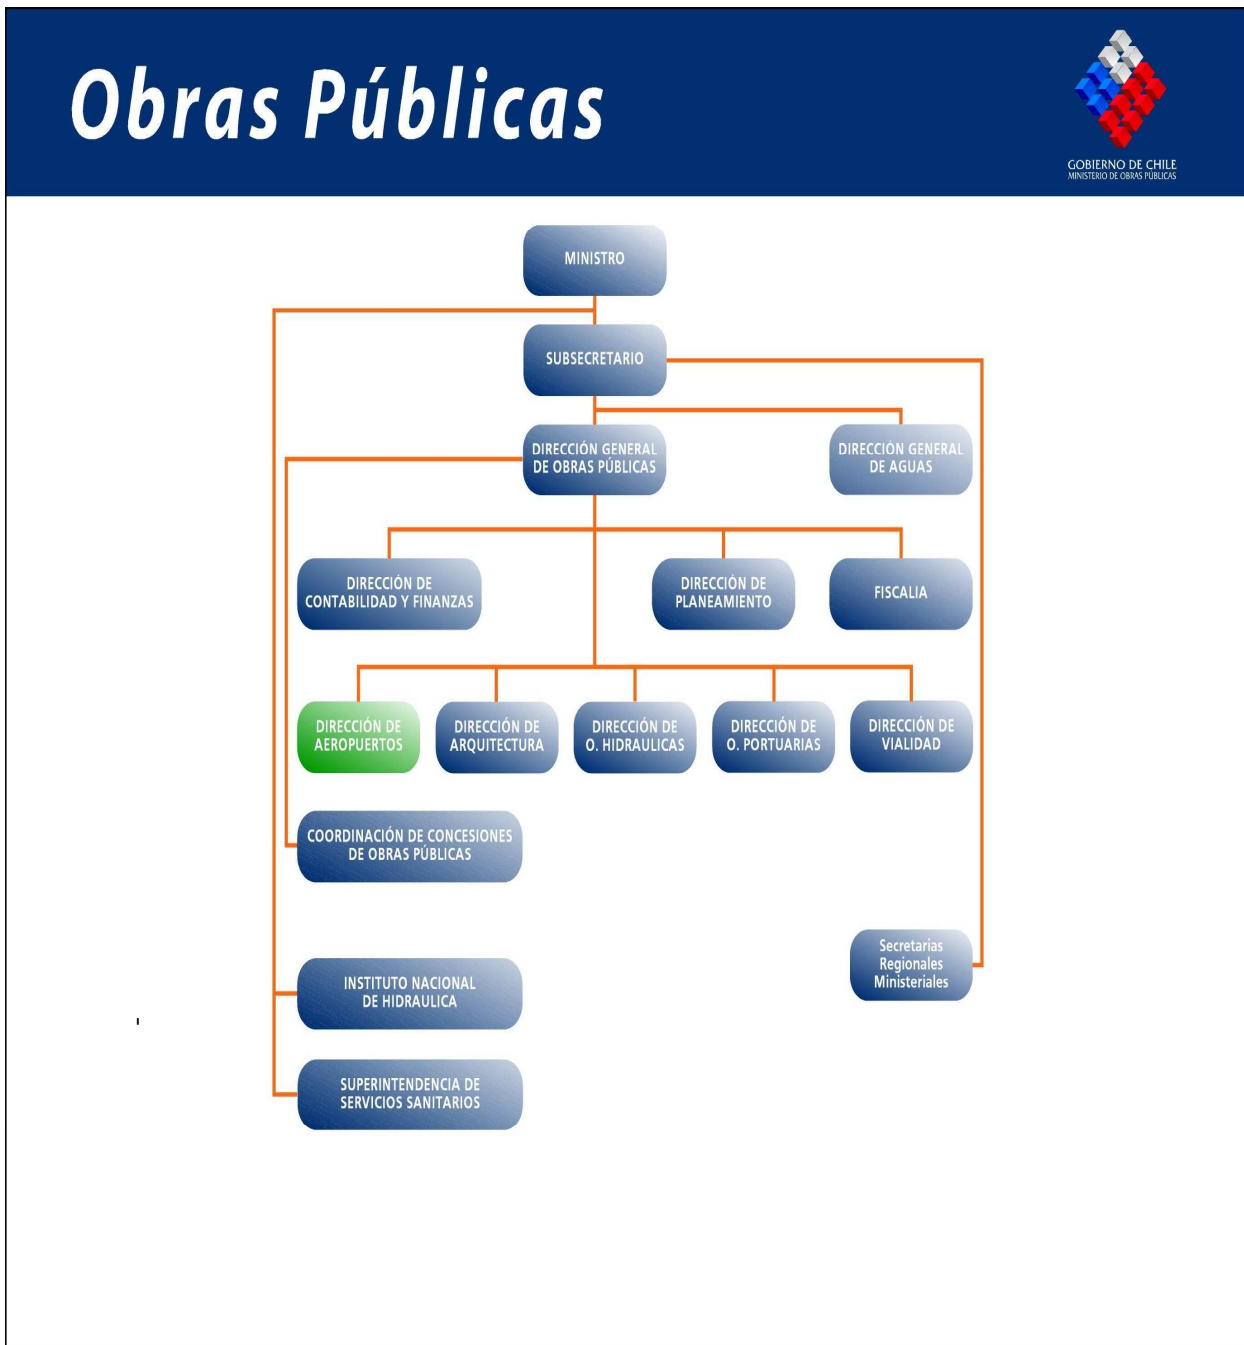 Obras Públicas
GOBIERNO DE CHILE
MINISTERIO DE OBRAS PÚBLICAS
MINISTRO
SUBSECRETARIO
DIRECCIÓN GENERAL
DE OBRAS PÚBLICAS
DIRECCIÓN GENERAL
DE AGUAS
DIRECCIÓN DE
CONTABILIDAD Y FINANZAS
DIRECCIÓN DE
PLANEAMIENTO
FISCALIA
DIRECCIÓN DE
AEROPUERTOS
DIRECCIÓN DE
ARQUITECTURA
DIRECCIÓN DE
O. HIDRAULICAS
DIRECCIÓN DE
O. PORTUARIAS
DIRECCIÓN DE
VIALIDAD
COORDINACIÓN DE CONCESIONES
DE OBRAS PÚBLICAS
Secretarias
Regionales
Ministeriales
INSTITUTO NACIONAL
DE HIDRAULICA
SUPERINTENDENCIA DE
SERVICIOS SANITARIOS